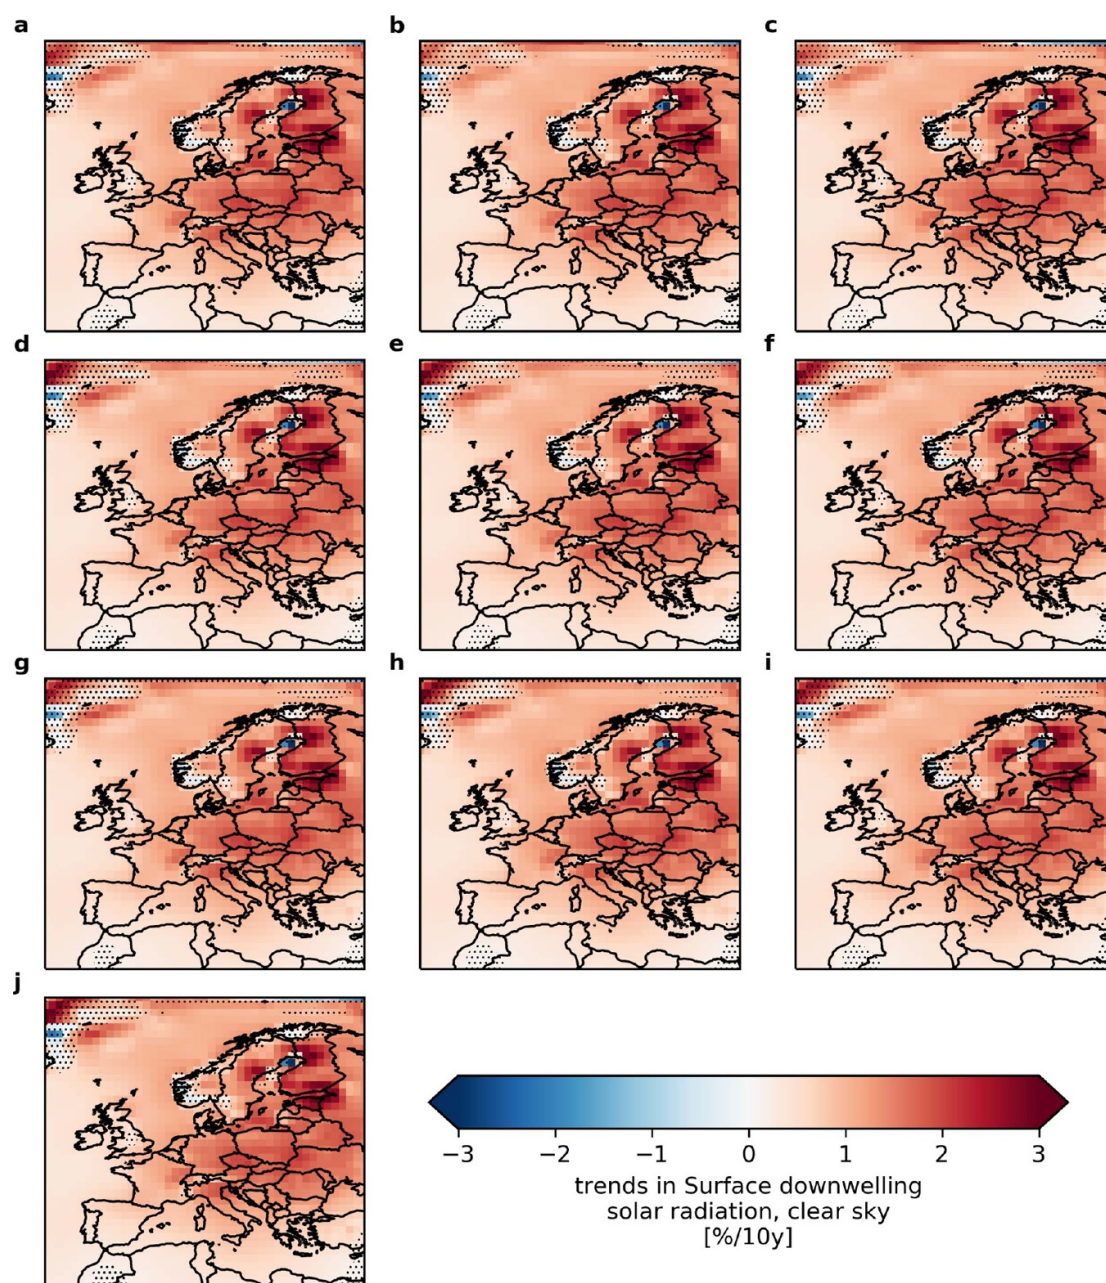 a
b
c
d
e
f
g
h
i
j
−3 −2 −1 0 1 2 3
trends in Surface downwelling
solar radiation, clear sky
[%/10y]